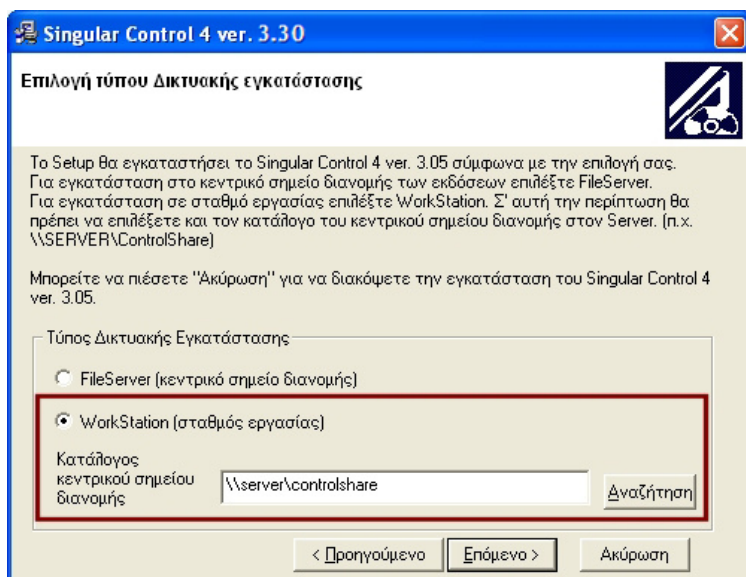 Singular Control 4 ver. 3.30
Επιλογή τύπου Δικτυακής εγκατάστασης
Το Setup θα εγκαταστήσει το Singular Control 4 ver. 3.05 σύμφωνα με την επιλογή σας.
Για εγκατάσταση στο κεντρικό σημείο διανομής των εκδόσεων επιλέξτε FileServer.
Για εγκατάσταση σε σταθμό εργασίας επιλέξτε WorkStation. Σ' αυτή την περίπτωση θα
πρέπει να επιλέξετε και τον κατάλογο του κεντρικού σημείου διανομής στον Server. (π.χ.
\\SERVER\ControlShare)
Μπορείτε να πιέσετε "Ακύρωση" για να διακόψετε την εγκατάσταση του Singular Control 4
ver. 3.05.
Τύπος Δικτυακής Εγκατάστασης
FileServer (κεντρικό σημείο διανομής)
WorkStation (σταθμός εργασίας)
Κατάλογος
κεντρικού σημείου
διανομής
\\server\controlshare
Αναζήτηση
< Προηγούμενο
Επόμενο >
Ακύρωση